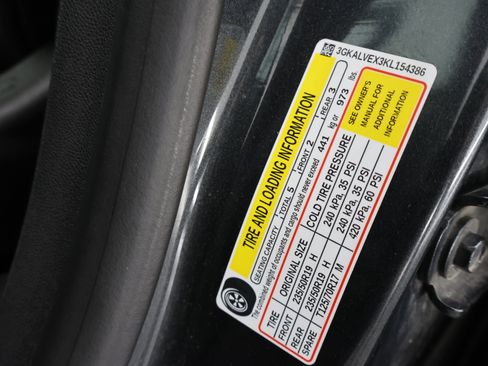 3GKALVEX3KL154386
TIRE AND LOADING INFORMATION
SEATING CAPACITY TOTAL 5 FRONT 2 REAR 3
The combined weight of occupants and cargo should never exceed 441 kg or 973 lbs.
TIRE ORIGINAL SIZE COLD TIRE PRESSURE
FRONT 235/50R19 H 240 kPa, 35 PSI
REAR 235/50R19 H 240 kPa, 35 PSI
SPARE T125/70R17 M 420 kPa, 60 PSI
SEE OWNER'S
MANUAL FOR
ADDITIONAL
INFORMATION